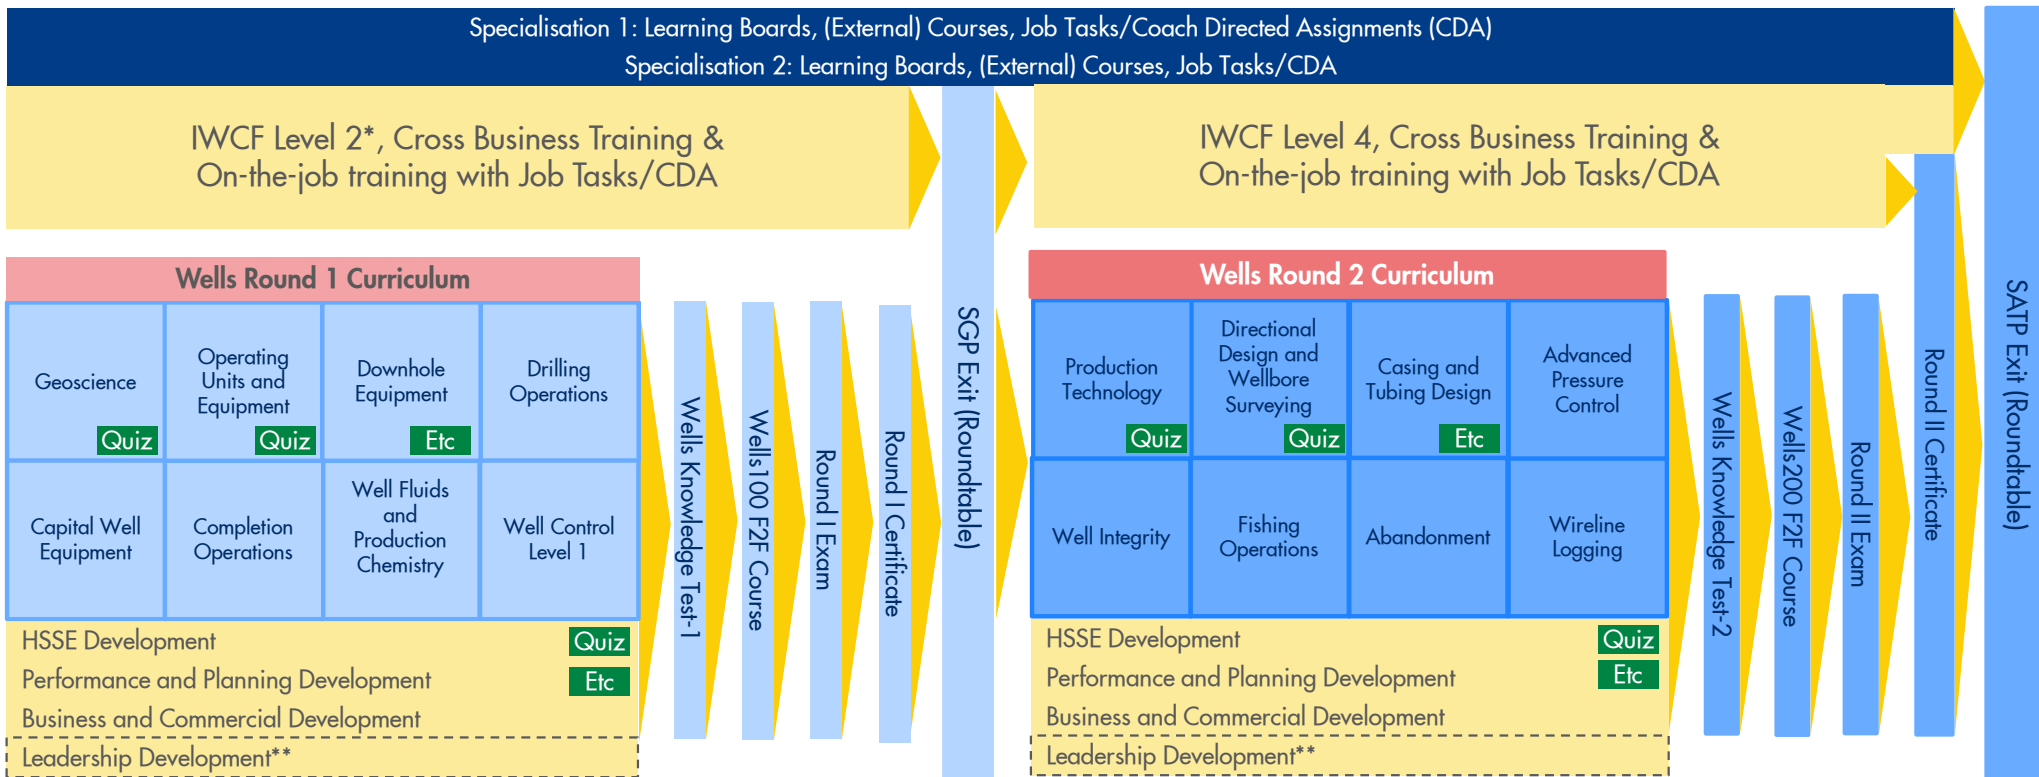 Specialisation 1: Learning Boards, (External) Courses, Job Tasks/Coach Directed Assignments (CDA)
Specialisation 2: Learning Boards, (External) Courses, Job Tasks/CDA
IWCF Level 2*, Cross Business Training &
On-the-job training with Job Tasks/CDA
Wells Round 1 Curriculum
Geoscience
Quiz
Operating
Units and
Equipment
Quiz
Downhole
Equipment
Etc
Drilling
Operations
Capital Well
Equipment
Completion
Operations
Well Fluids
and
Production
Chemistry
Well Control
Level 1
HSSE Development
Quiz
Performance and Planning Development
Etc
Business and Commercial Development
Leadership Development**
Wells Knowledge Test-1
Wells100 F2F Course
Round I Exam
Round I Certificate
SGP Exit (Roundtable)
IWCF Level 4, Cross Business Training &
On-the-job training with Job Tasks/CDA
Wells Round 2 Curriculum
Production
Technology
Quiz
Directional
Design and
Wellbore
Surveying
Quiz
Casing and
Tubing Design
Etc
Advanced
Pressure
Control
Well Integrity
Fishing
Operations
Abandonment
Wireline
Logging
HSSE Development
Quiz
Performance and Planning Development
Etc
Business and Commercial Development
Leadership Development**
Wells Knowledge Test-2
Wells200 F2F Course
Round II Exam
Round II Certificate
SATP Exit (Roundtable)